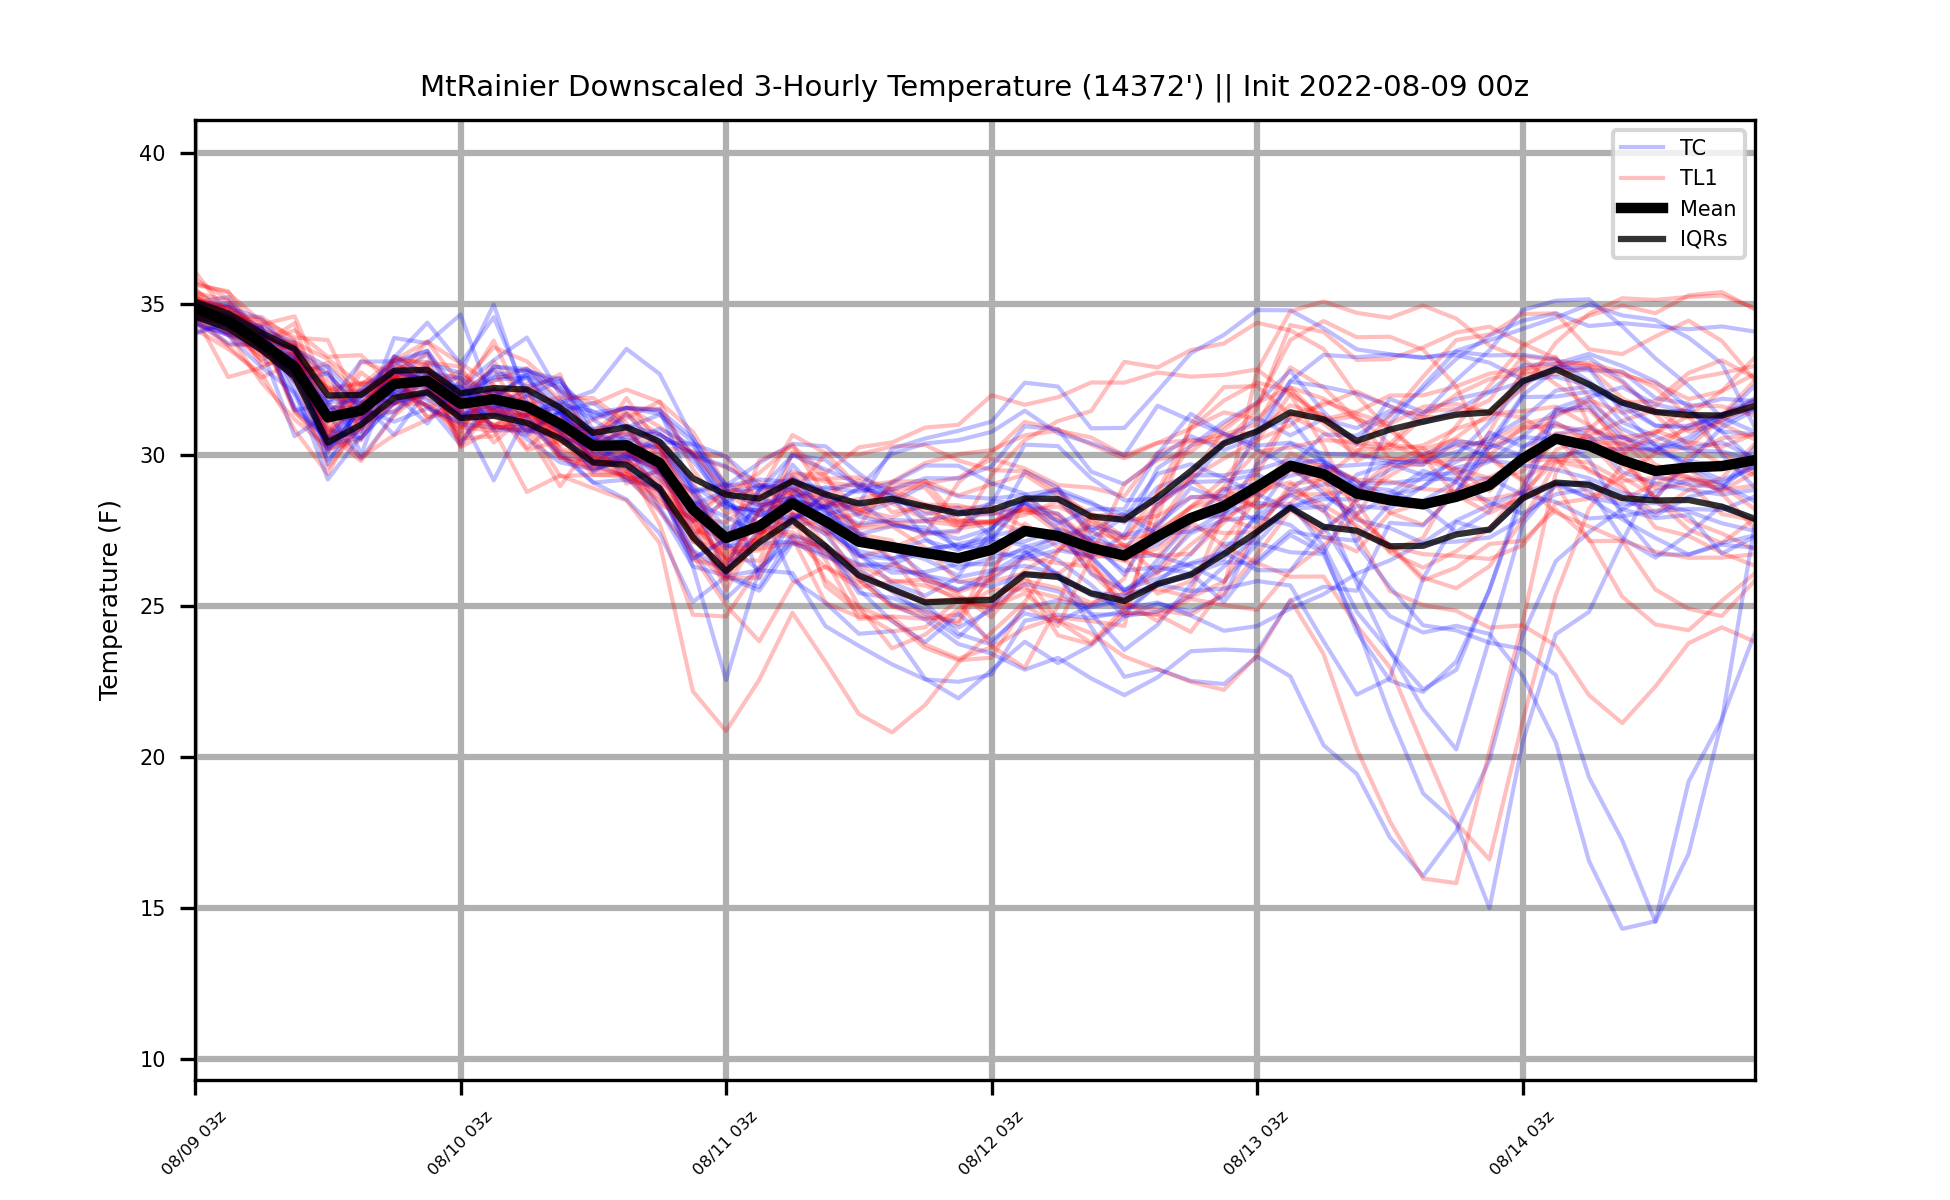 MtRainier Downscaled 3-Hourly Temperature (14372') || Init 2022-08-09 00z
TC
TL1
Mean
IQRs
Temperature (F)
40
35
30
25
20
15
10
08/09 03z
08/10 03z
08/11 03z
08/12 03z
08/13 03z
08/14 03z